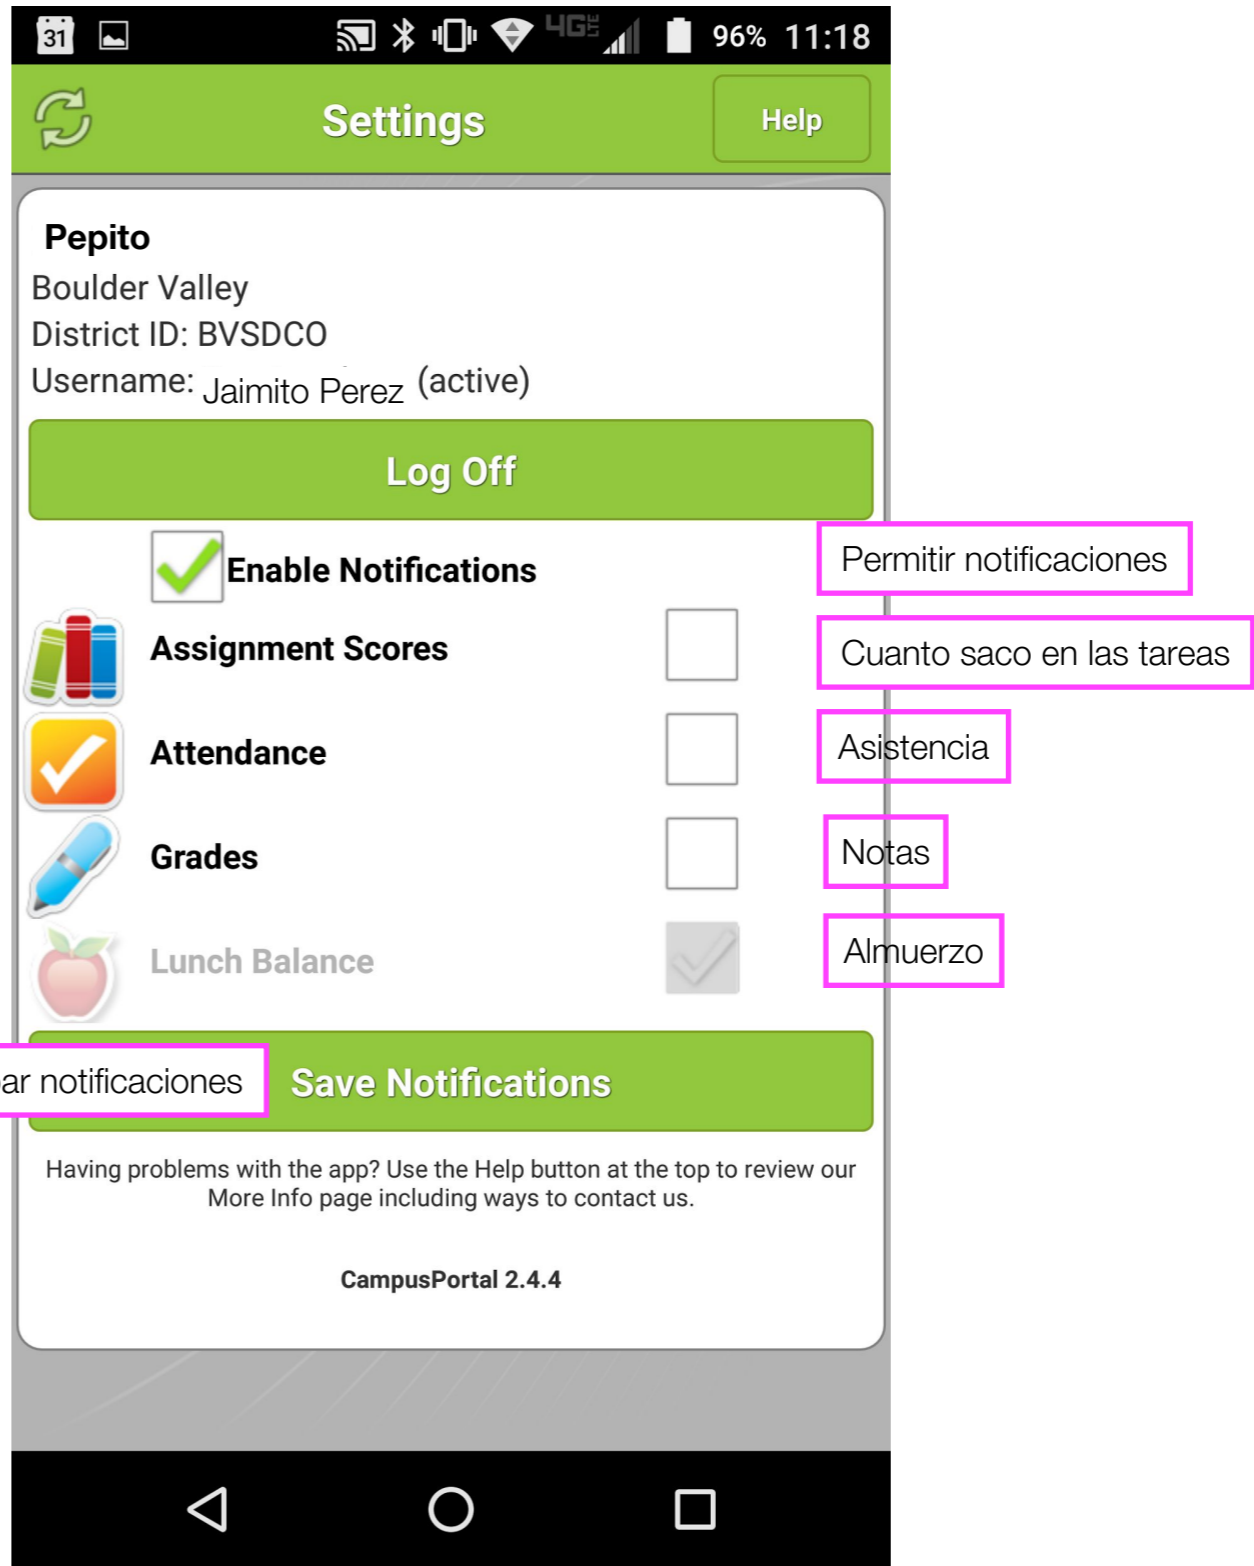 31 4G LTE 96% 11:18
Settings Help
Pepito
Boulder Valley
District ID: BVSDCO
Username: Jaimito Perez (active)
Log Off
Enable Notifications Permitir notificaciones
Assignment Scores Cuanto saco en las tareas
Attendance Asistencia
Grades Notas
Lunch Balance Almuerzo
notificaciones Save Notifications
Having problems with the app? Use the Help button at the top to review our
More Info page including ways to contact us.
CampusPortal 2.4.4